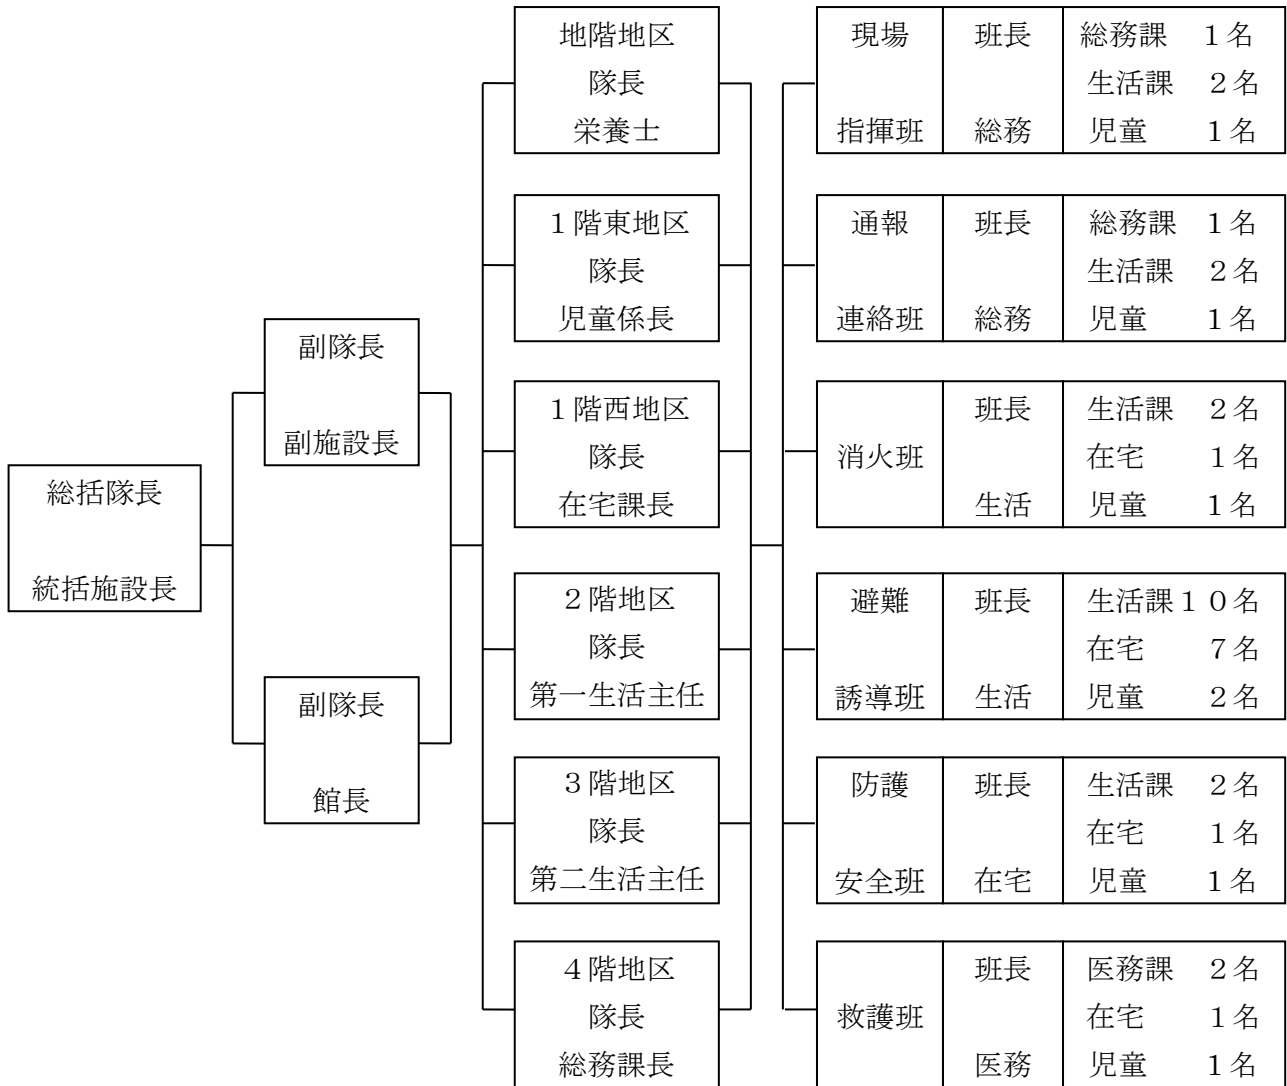 総括隊長
統括施設長
副隊長
副施設長
副隊長
館長
地階地区
隊長
栄養士
１階東地区
隊長
児童係長
１階西地区
隊長
在宅課長
２階地区
隊長
第一生活主任
３階地区
隊長
第二生活主任
４階地区
隊長
総務課長
現場　班長　総務課　１名
生活課　２名
指揮班　総務　児童　１名
通報　班長　総務課　１名
生活課　２名
連絡班　総務　児童　１名
班長　生活課　２名
消火班　在宅　１名
生活　児童　１名
避難　班長　生活課１０名
在宅　７名
誘導班　生活　児童　２名
防護　班長　生活課　２名
在宅　１名
安全班　在宅　児童　１名
班長　医務課　２名
救護班　在宅　１名
医務　児童　１名